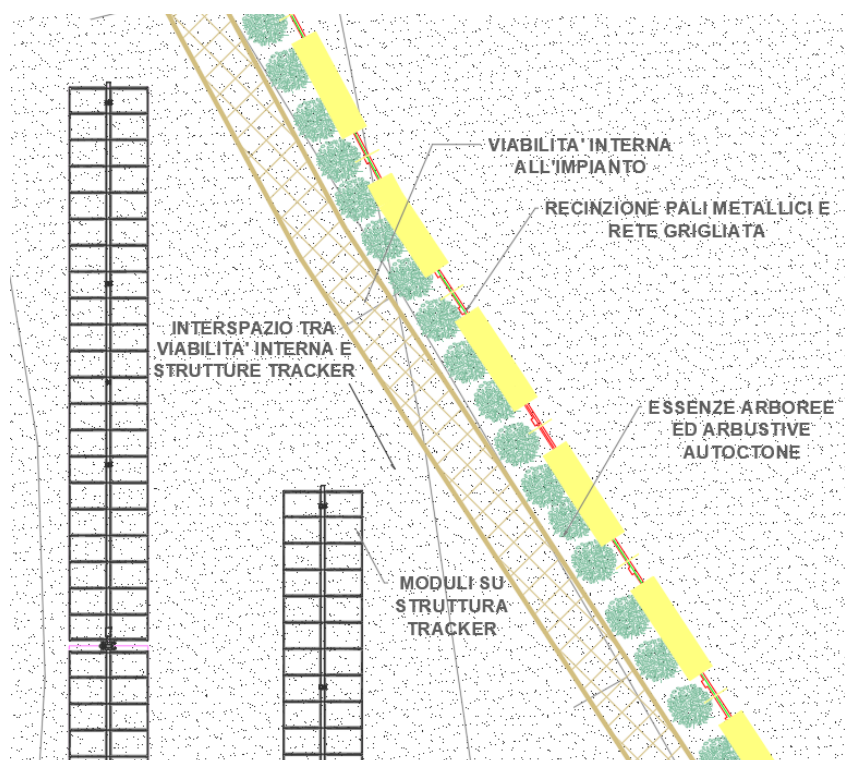 VIABILITA' INTERNA
ALL'IMPIANTO
RECINZIONE PALI METALLICI E
RETE GRIGLIATA
INTERSPAZIO TRA
VIABILITA' INTERNA E
STRUTTURE TRACKER
ESSENZE ARBOREE
ED ARBUSTIVE
AUTOCTONE
MODULI SU
STRUTTURA
TRACKER